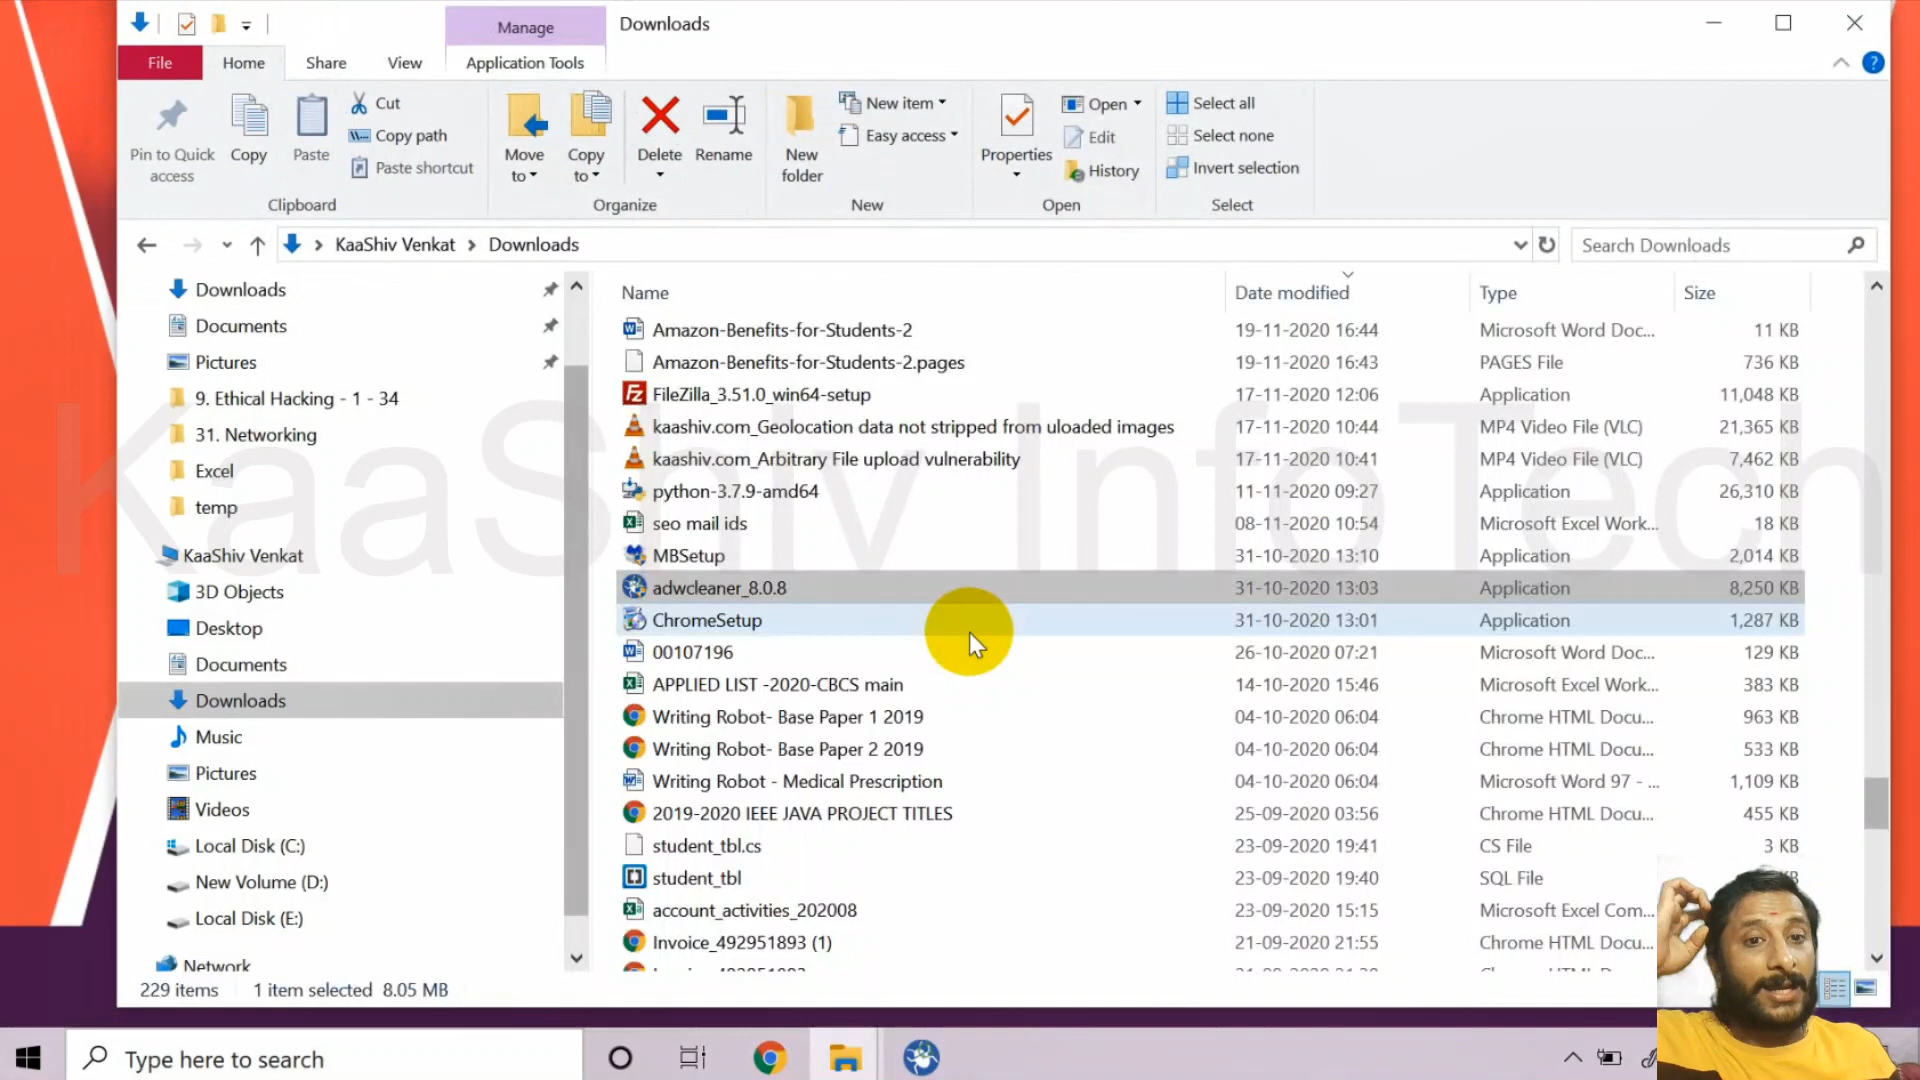 Manage
Downloads
File
Home
Share
View
Application Tools
Pin to Quick access
Copy
Paste
Cut
Copy path
Paste shortcut
Move to
Copy to
Delete
Rename
New folder
New item
Easy access
Properties
Open
Edit
History
Select all
Select none
Invert selection
Clipboard
Organize
New
Open
Select
KaaShiv Venkat
Downloads
Search Downloads
Downloads
Documents
Pictures
9. Ethical Hacking - 1 - 34
31. Networking
Excel
temp
KaaShiv Venkat
3D Objects
Desktop
Documents
Downloads
Music
Pictures
Videos
Local Disk (C:)
New Volume (D:)
Local Disk (E:)
Network
Name Date modified Type Size
Amazon-Benefits-for-Students-2 19-11-2020 16:44 Microsoft Word Doc... 11 KB
Amazon-Benefits-for-Students-2.pages 19-11-2020 16:43 PAGES File 736 KB
FileZilla_3.51.0_win64-setup 17-11-2020 12:06 Application 11,048 KB
kaashiv.com_Geolocation data not stripped from uloaded images 17-11-2020 10:44 MP4 Video File (VLC) 21,365 KB
kaashiv.com_Arbitrary File upload vulnerability 17-11-2020 10:41 MP4 Video File (VLC) 7,462 KB
python-3.7.9-amd64 11-11-2020 09:27 Application 26,310 KB
seo mail ids 08-11-2020 10:54 Microsoft Excel Work... 18 KB
MBSetup 31-10-2020 13:10 Application 2,014 KB
adwcleaner_8.0.8 31-10-2020 13:03 Application 8,250 KB
ChromeSetup 31-10-2020 13:01 Application 1,287 KB
00107196 26-10-2020 07:21 Microsoft Word Doc... 129 KB
APPLIED LIST -2020-CBCS main 14-10-2020 15:46 Microsoft Excel Work... 383 KB
Writing Robot- Base Paper 1 2019 04-10-2020 06:04 Chrome HTML Docu... 963 KB
Writing Robot- Base Paper 2 2019 04-10-2020 06:04 Chrome HTML Docu... 533 KB
Writing Robot - Medical Prescription 04-10-2020 06:04 Microsoft Word 97 - ... 1,109 KB
2019-2020 IEEE JAVA PROJECT TITLES 25-09-2020 03:56 Chrome HTML Docu... 455 KB
student_tbl.cs 23-09-2020 19:41 CS File 3 KB
student_tbl 23-09-2020 19:40 SQL File KB
account_activities_202008 23-09-2020 15:15 Microsoft Excel Com...
Invoice_492951893 (1) 21-09-2020 21:55 Chrome HTML Docu...
KaaShiv InfoTech
229 items 1 item selected 8.05 MB
Type here to search